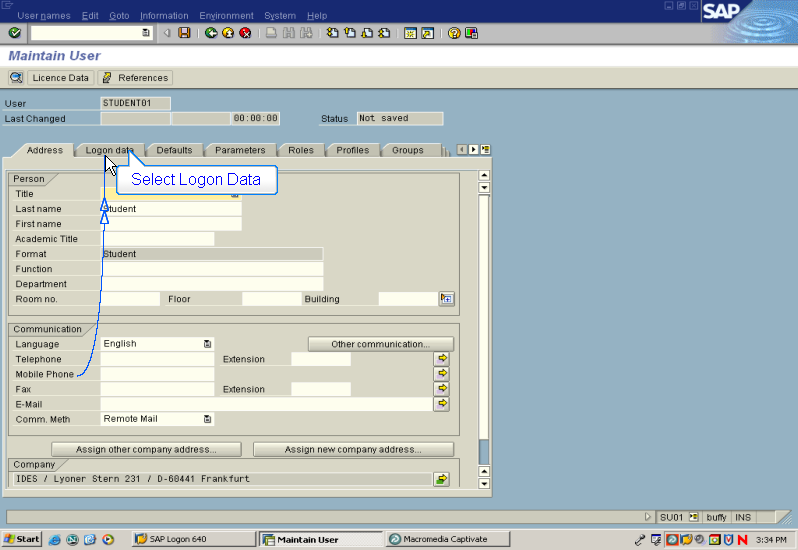 User names Edit Goto Information Environment System Help
SAP
Maintain User
Licence Data References
User STUDENT01
Last Changed 00:00:00 Status Not saved
Address Logon data Defaults Parameters Roles Profiles Groups
Select Logon Data
Person
Title
Last name Student
First name
Academic Title
Format Student
Function
Department
Room no. Floor Building
Communication
Language English Other communication...
Telephone Extension
Mobile Phone
Fax Extension
E-Mail
Comm. Meth Remote Mail
Assign other company address... Assign new company address...
Company
IDES / Lyoner Stern 231 / D-60441 Frankfurt
SU01 buffy INS
Start SAP Logon 640 Maintain User Macromedia Captivate 3:34 PM